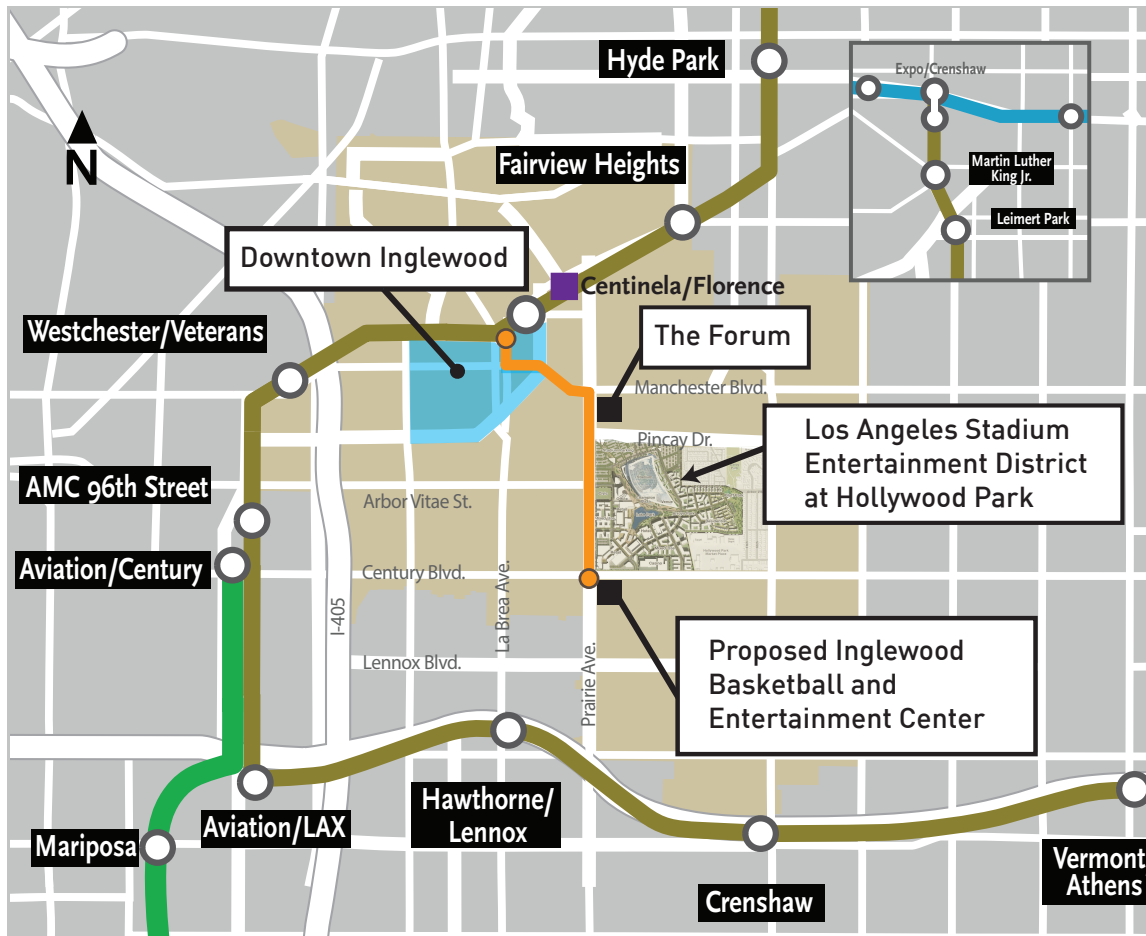 Hyde Park
Expo/Crenshaw
Martin Luther
King Jr.
Leimert Park
N
Fairview Heights
Downtown Inglewood
Centinela/Florence
Westchester/Veterans
The Forum
Manchester Blvd.
Pincay Dr.
Los Angeles Stadium
Entertainment District
at Hollywood Park
AMC 96th Street
Arbor Vitae St.
Aviation/Century
Century Blvd.
I-405
La Brea Ave.
Lennox Blvd.
Prairie Ave.
Proposed Inglewood
Basketball and
Entertainment Center
Hawthorne/
Lennox
Aviation/LAX
Mariposa
Crenshaw
Vermont
Athens